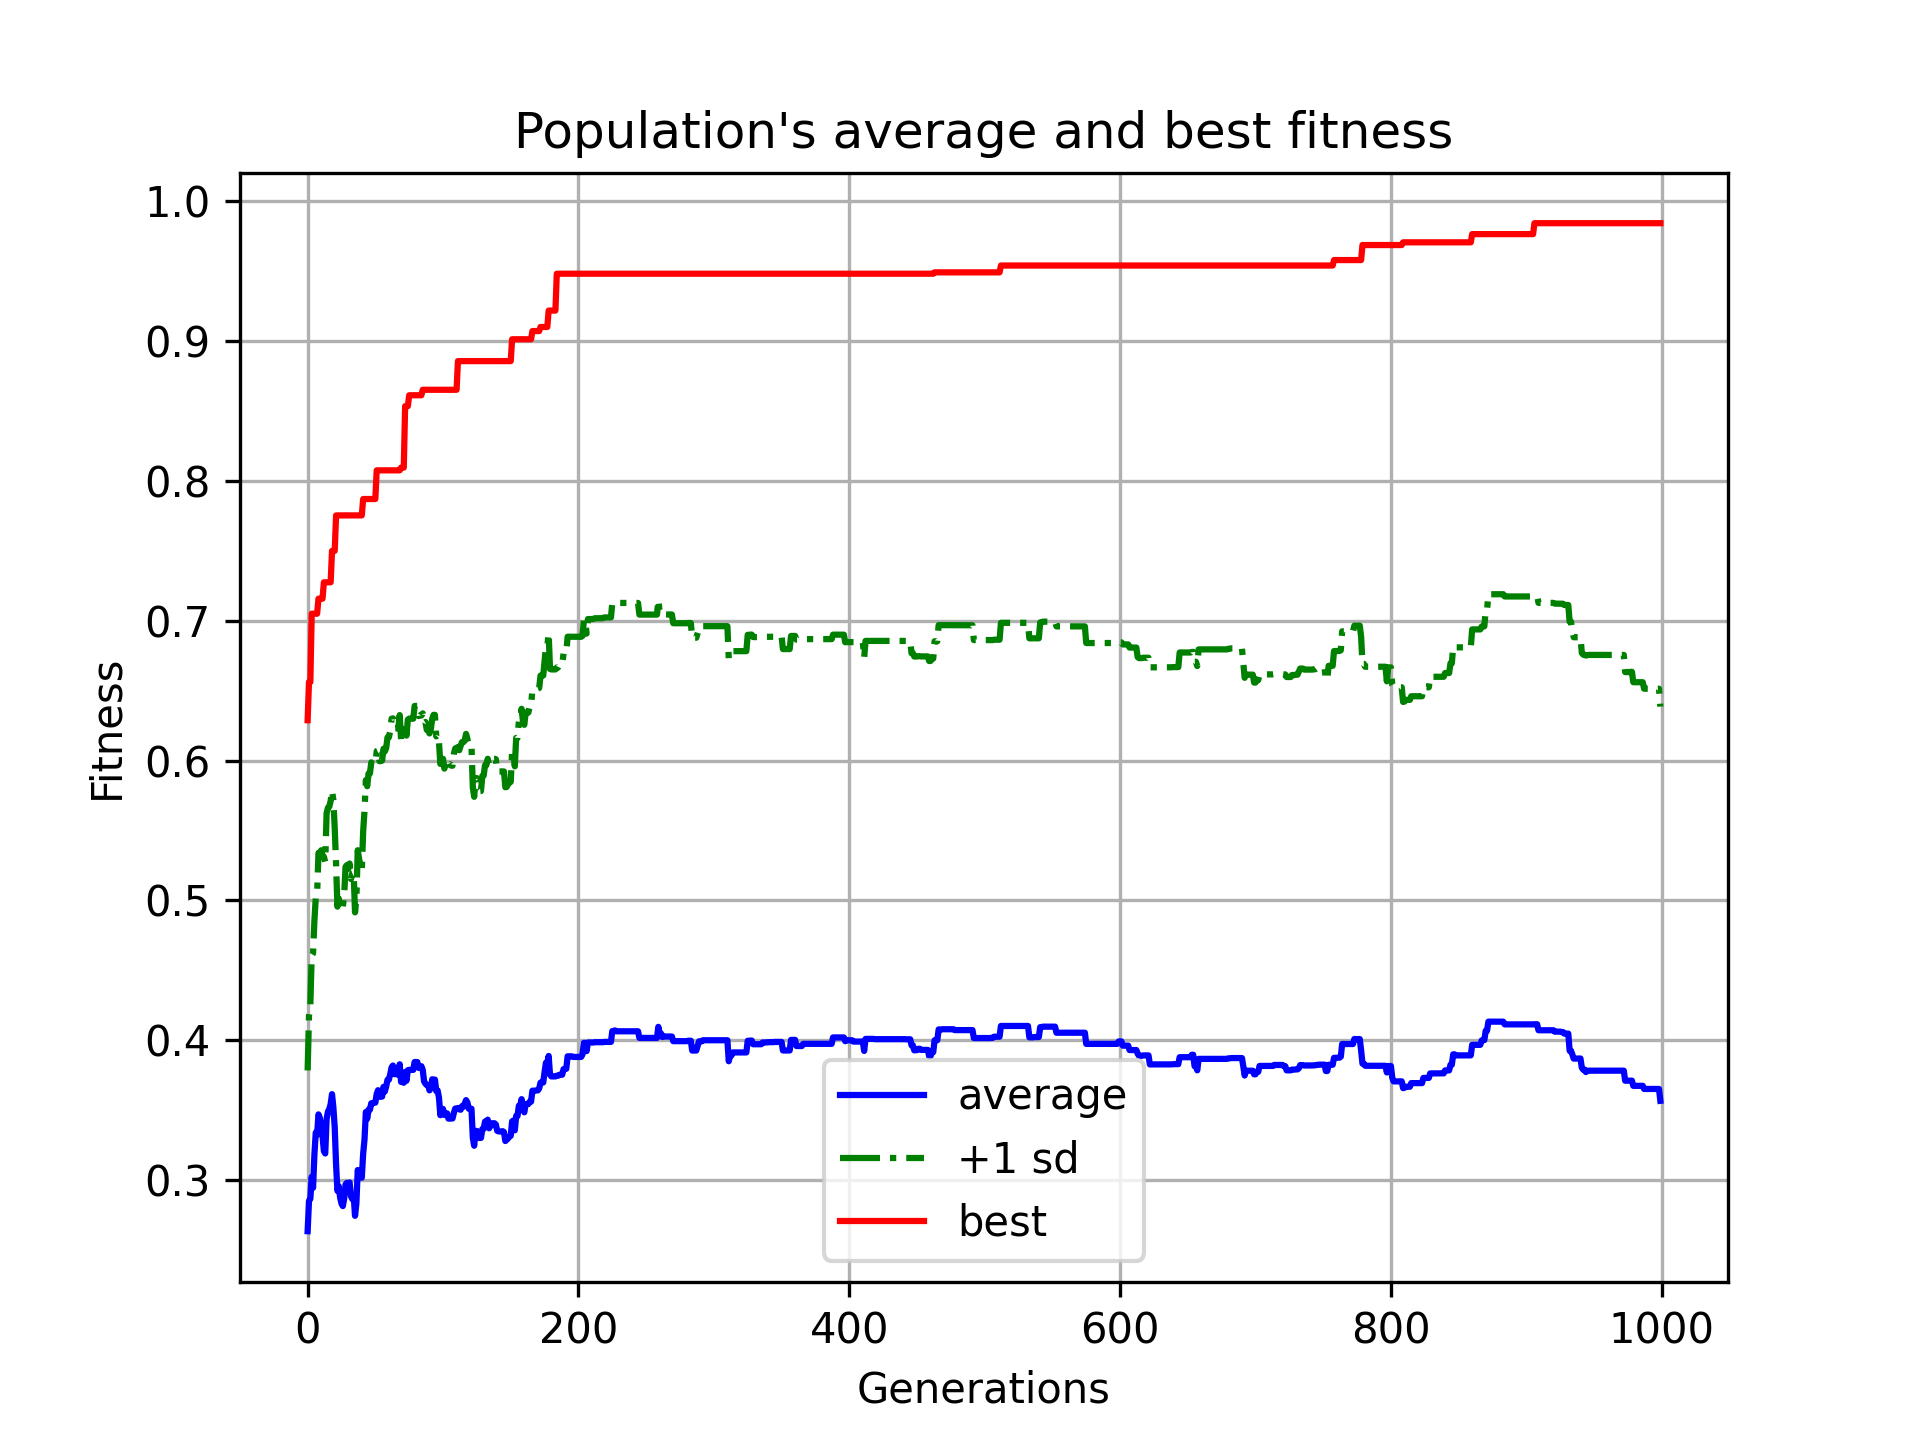 Population's average and best fitness
1.0
0.9
0.8
0.7
0.6
0.5
0.4
0.3
Fitness
average
+1 sd
best
0 200 400 600 800 1000
Generations